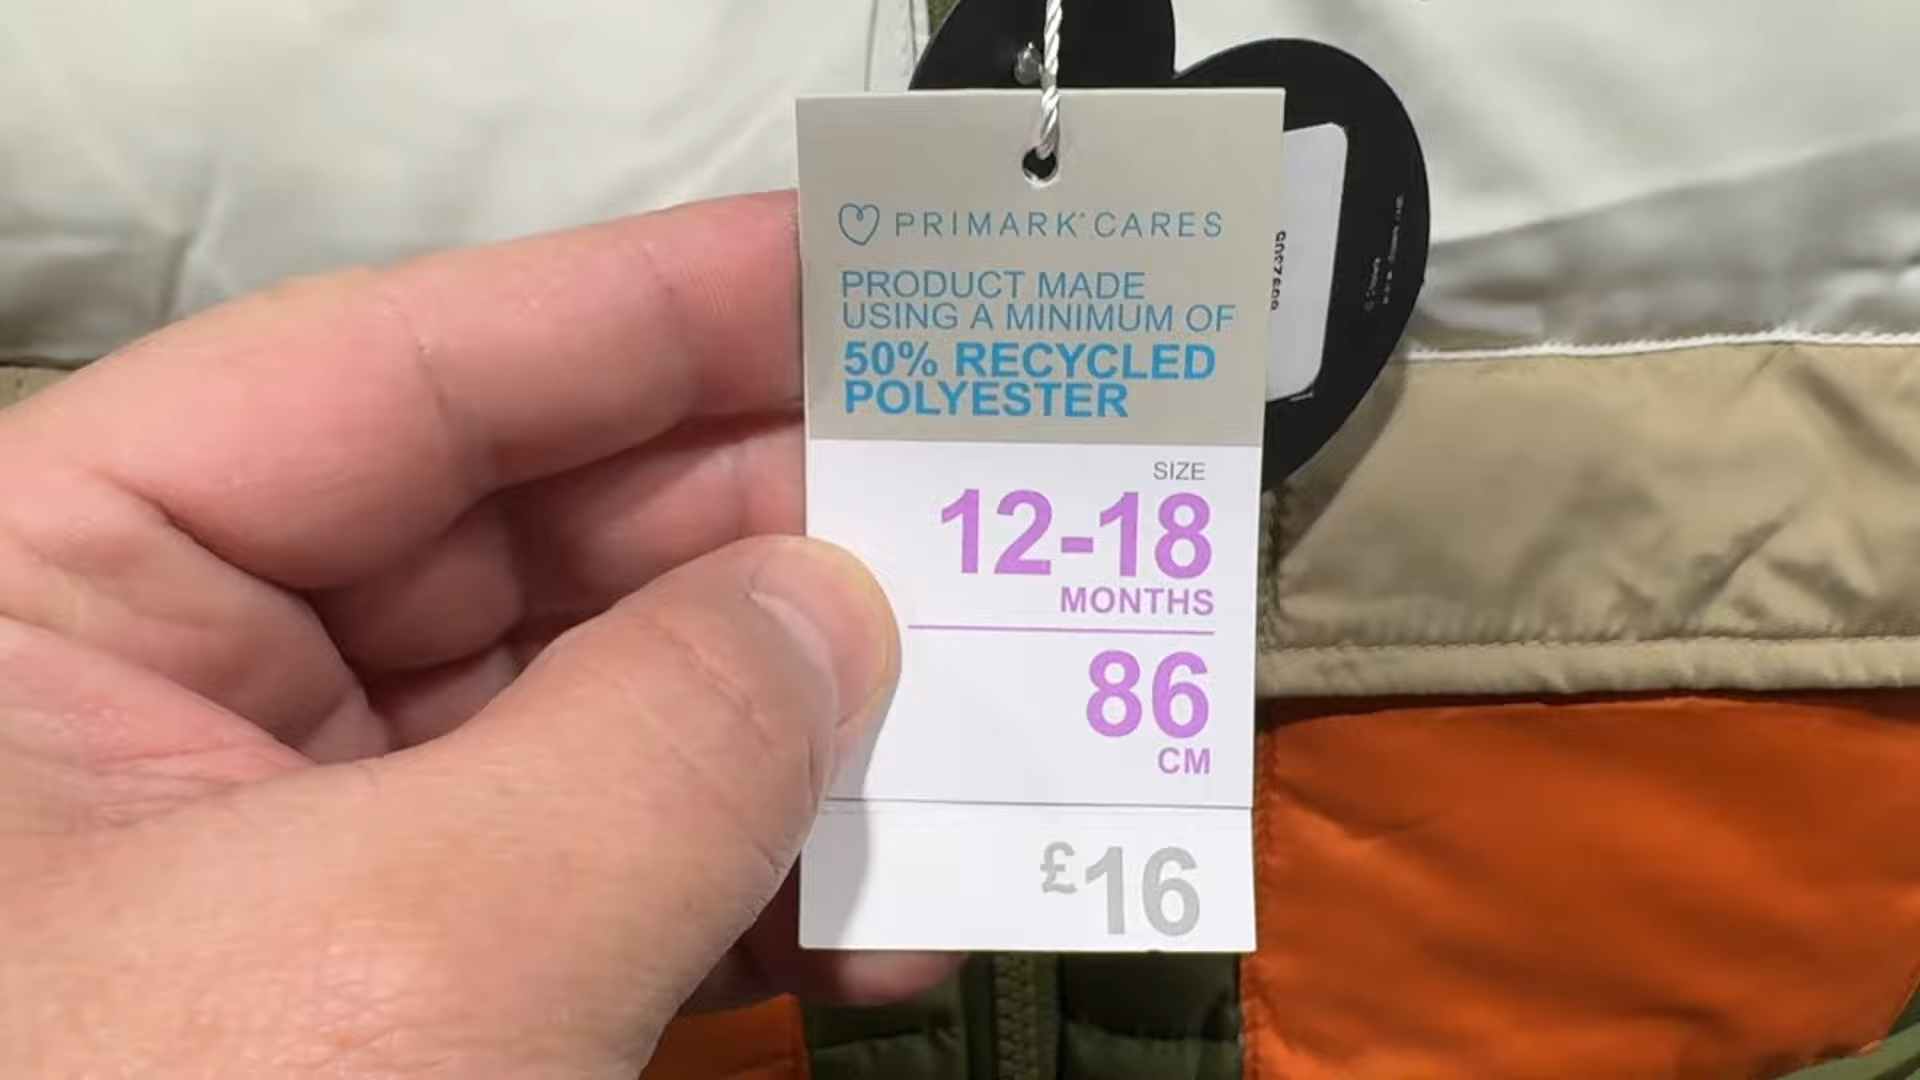 PRIMARK® CARES
PRODUCT MADE
USING A MINIMUM OF
50% RECYCLED
POLYESTER
SIZE
12-18
MONTHS
86
CM
£16